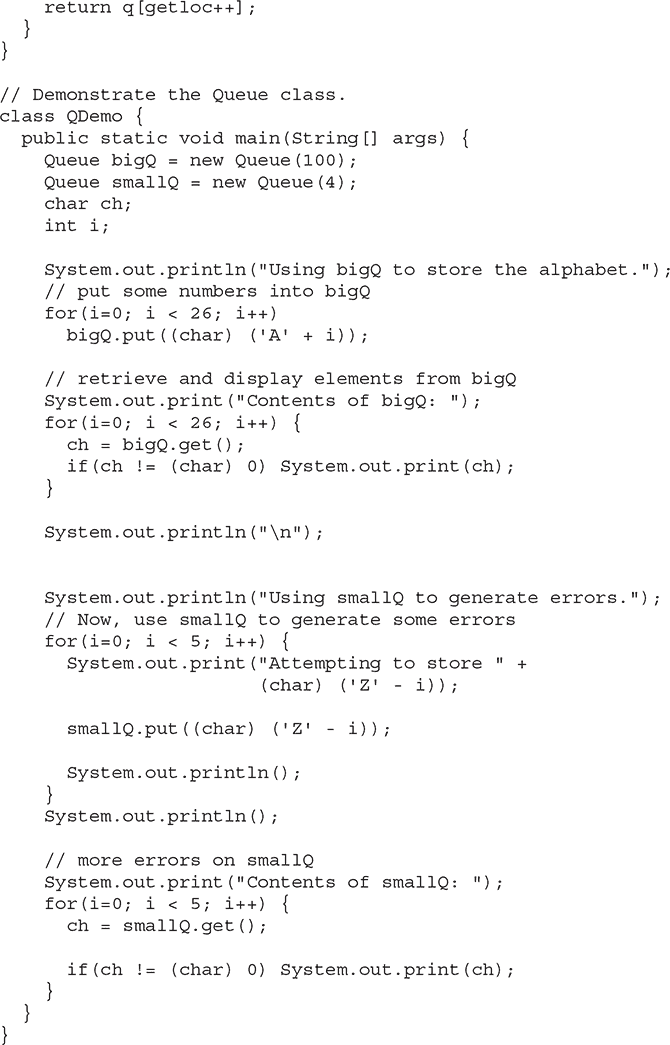 return q[getloc++];
  }
}

// Demonstrate the Queue class.
class QDemo {
  public static void main(String[] args) {
    Queue bigQ = new Queue(100);
    Queue smallQ = new Queue(4);
    char ch;
    int i;

    System.out.println("Using bigQ to store the alphabet.");
    // put some numbers into bigQ
    for(i=0; i < 26; i++)
      bigQ.put((char) ('A' + i));

    // retrieve and display elements from bigQ
    System.out.print("Contents of bigQ: ");
    for(i=0; i < 26; i++) {
      ch = bigQ.get();
      if(ch != (char) 0) System.out.print(ch);
    }

    System.out.println("\n");


    System.out.println("Using smallQ to generate errors.");
    // Now, use smallQ to generate some errors
    for(i=0; i < 5; i++) {
      System.out.print("Attempting to store " +
                       (char) ('Z' - i));

      smallQ.put((char) ('Z' - i));

      System.out.println();
    }
    System.out.println();

    // more errors on smallQ
    System.out.print("Contents of smallQ: ");
    for(i=0; i < 5; i++) {
      ch = smallQ.get();

      if(ch != (char) 0) System.out.print(ch);
    }
  }
}